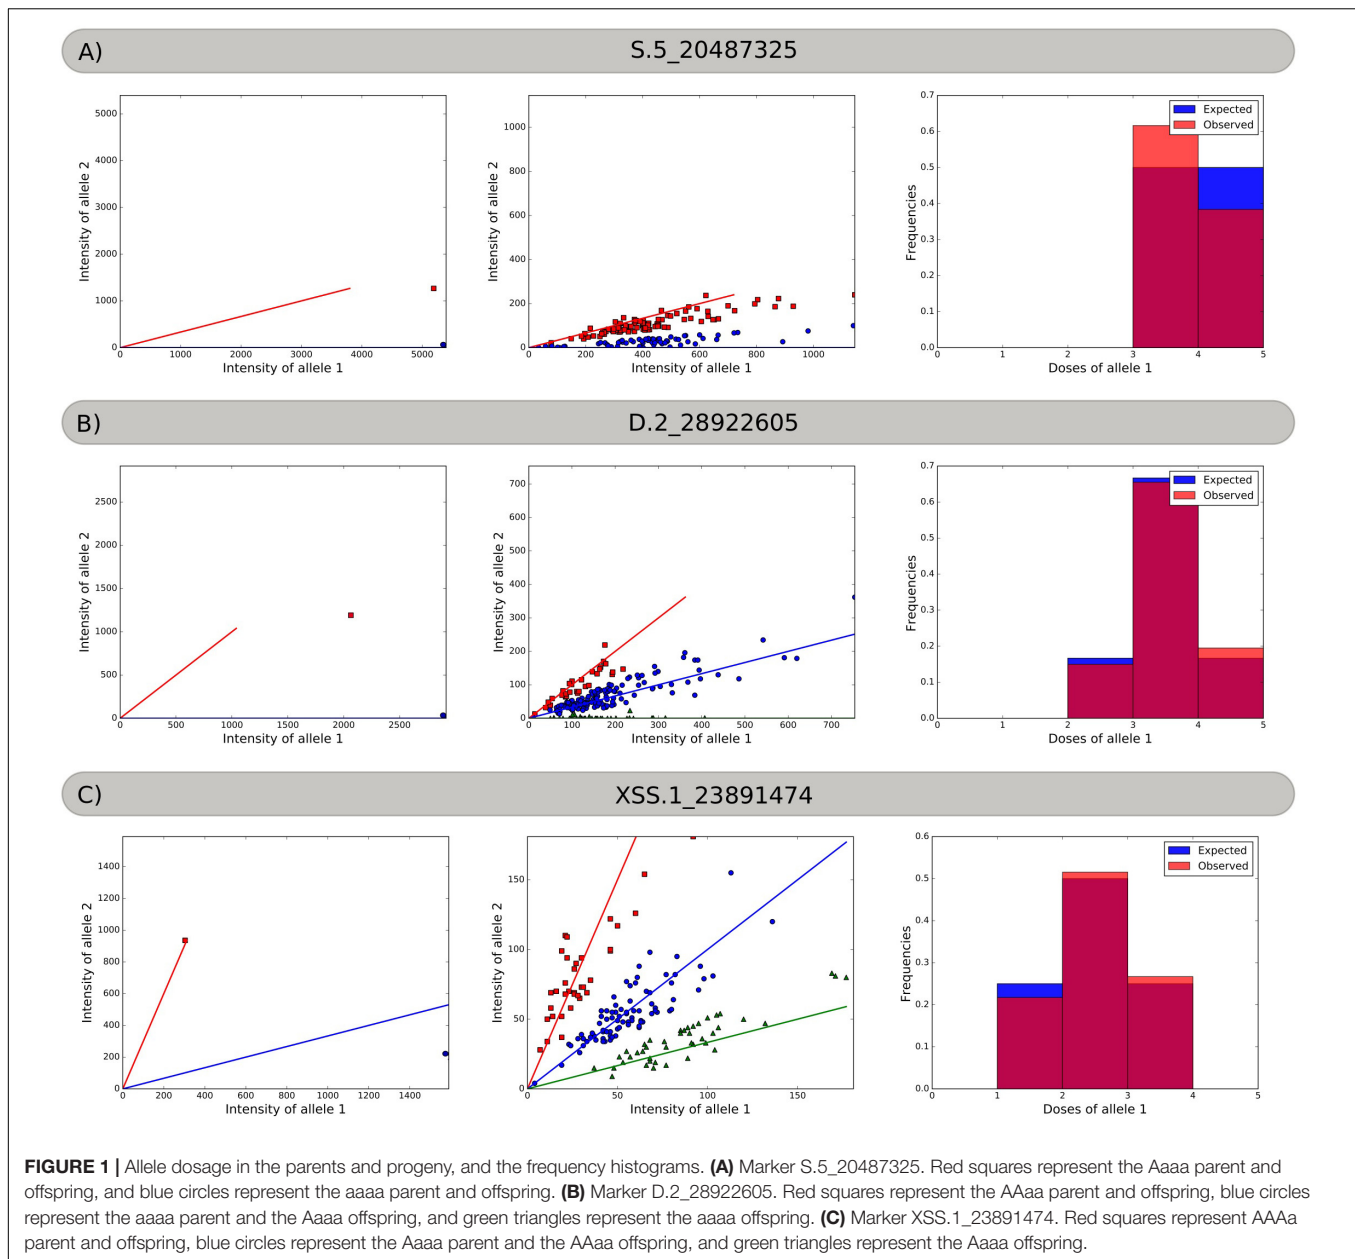 A) S.5_20487325
5000
4000
3000
2000
1000
0
0 1000 2000 3000 4000 5000
Intensity of allele 2
Intensity of allele 1
1000
800
600
400
200
0
0 200 400 600 800 1000
Intensity of allele 2
Intensity of allele 1
0.7
0.6
0.5
0.4
0.3
0.2
0.1
0.0
0 1 2 3 4 5
Frequencies
Doses of allele 1
Expected
Observed
B) D.2_28922605
2500
2000
1500
1000
500
0
0 500 1000 1500 2000 2500
Intensity of allele 2
Intensity of allele 1
700
600
500
400
300
200
100
0
0 100 200 300 400 500 600 700
Intensity of allele 2
Intensity of allele 1
0.7
0.6
0.5
0.4
0.3
0.2
0.1
0.0
0 1 2 3 4 5
Frequencies
Doses of allele 1
Expected
Observed
C) XSS.1_23891474
1400
1200
1000
800
600
400
200
0
0 200 400 600 800 1000 1200 1400
Intensity of allele 2
Intensity of allele 1
150
100
50
0
0 50 100 150
Intensity of allele 2
Intensity of allele 1
0.6
0.5
0.4
0.3
0.2
0.1
0.0
0 1 2 3 4 5
Frequencies
Doses of allele 1
Expected
Observed
FIGURE 1 | Allele dosage in the parents and progeny, and the frequency histograms. (A) Marker S.5_20487325. Red squares represent the Aaaa parent and
offspring, and blue circles represent the aaaa parent and offspring. (B) Marker D.2_28922605. Red squares represent the AAaa parent and offspring, blue circles
represent the aaaa parent and the Aaaa offspring, and green triangles represent the aaaa offspring. (C) Marker XSS.1_23891474. Red squares represent AAAa
parent and offspring, blue circles represent the Aaaa parent and the AAaa offspring, and green triangles represent the Aaaa offspring.